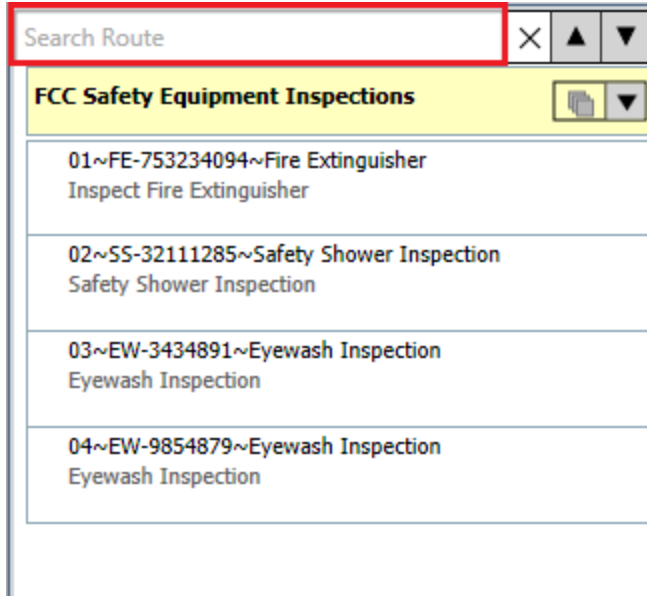 Search Route
FCC Safety Equipment Inspections
01~FE-753234094~Fire Extinguisher
Inspect Fire Extinguisher
02~SS-32111285~Safety Shower Inspection
Safety Shower Inspection
03~EW-3434891~Eyewash Inspection
Eyewash Inspection
04~EW-9854879~Eyewash Inspection
Eyewash Inspection